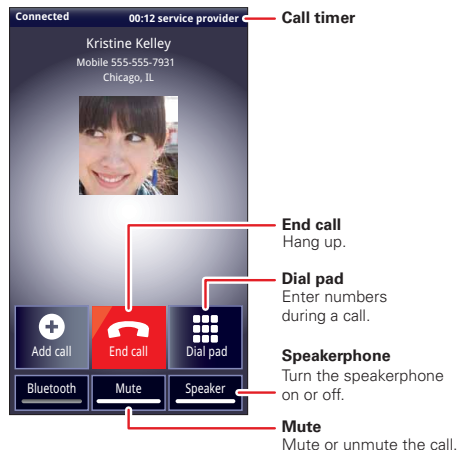 Connected 00:12 service provider
Call timer
Kristine Kelley
Mobile 555-555-7931
Chicago, IL
End call
Hang up.
Dial pad
Enter numbers
during a call.
Add call End call Dial pad
Speakerphone
Turn the speakerphone
on or off.
Bluetooth Mute Speaker
Mute
Mute or unmute the call.